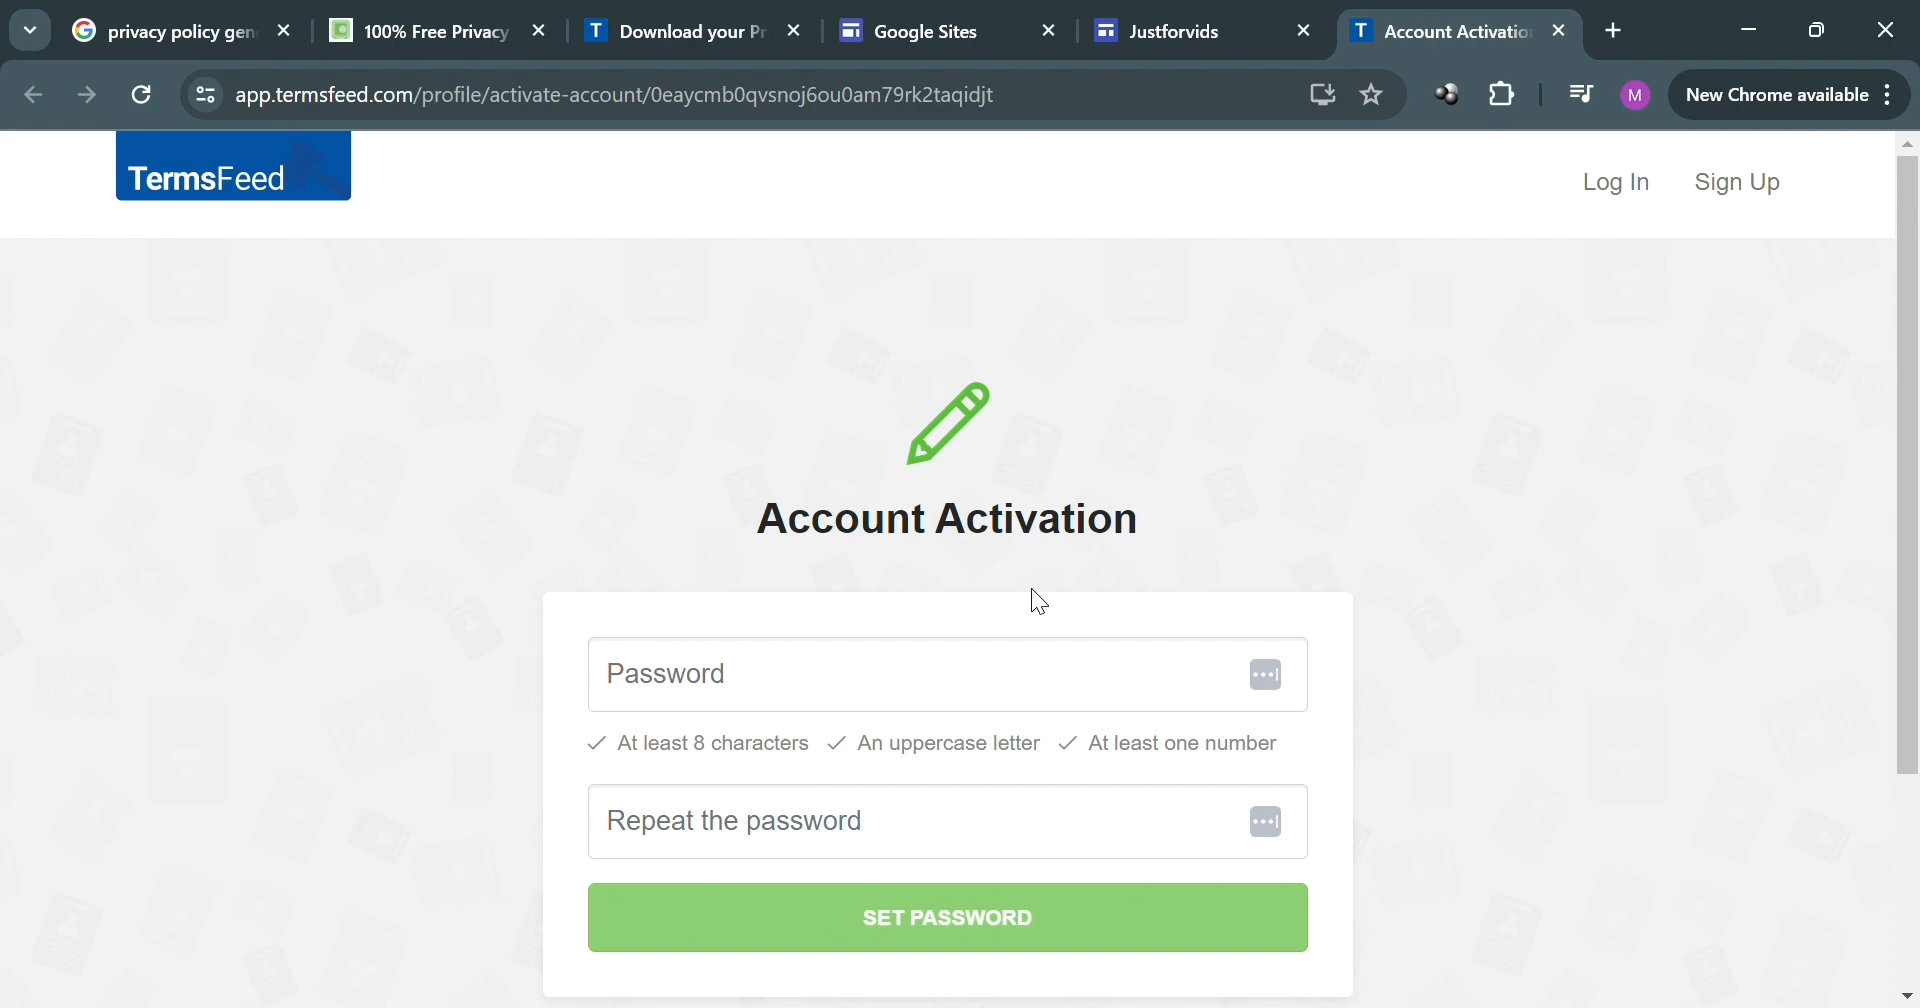 privacy policy gen
100% Free Privacy
Download your Pr
Google Sites
Justforvids
Account Activatio
app.termsfeed.com/profile/activate-account/0eaycmb0qvsnoj6ou0am79rk2taqidjt
M
New Chrome available
TermsFeed
Log In
Sign Up
Account Activation
Password
At least 8 characters
An uppercase letter
At least one number
Repeat the password
SET PASSWORD